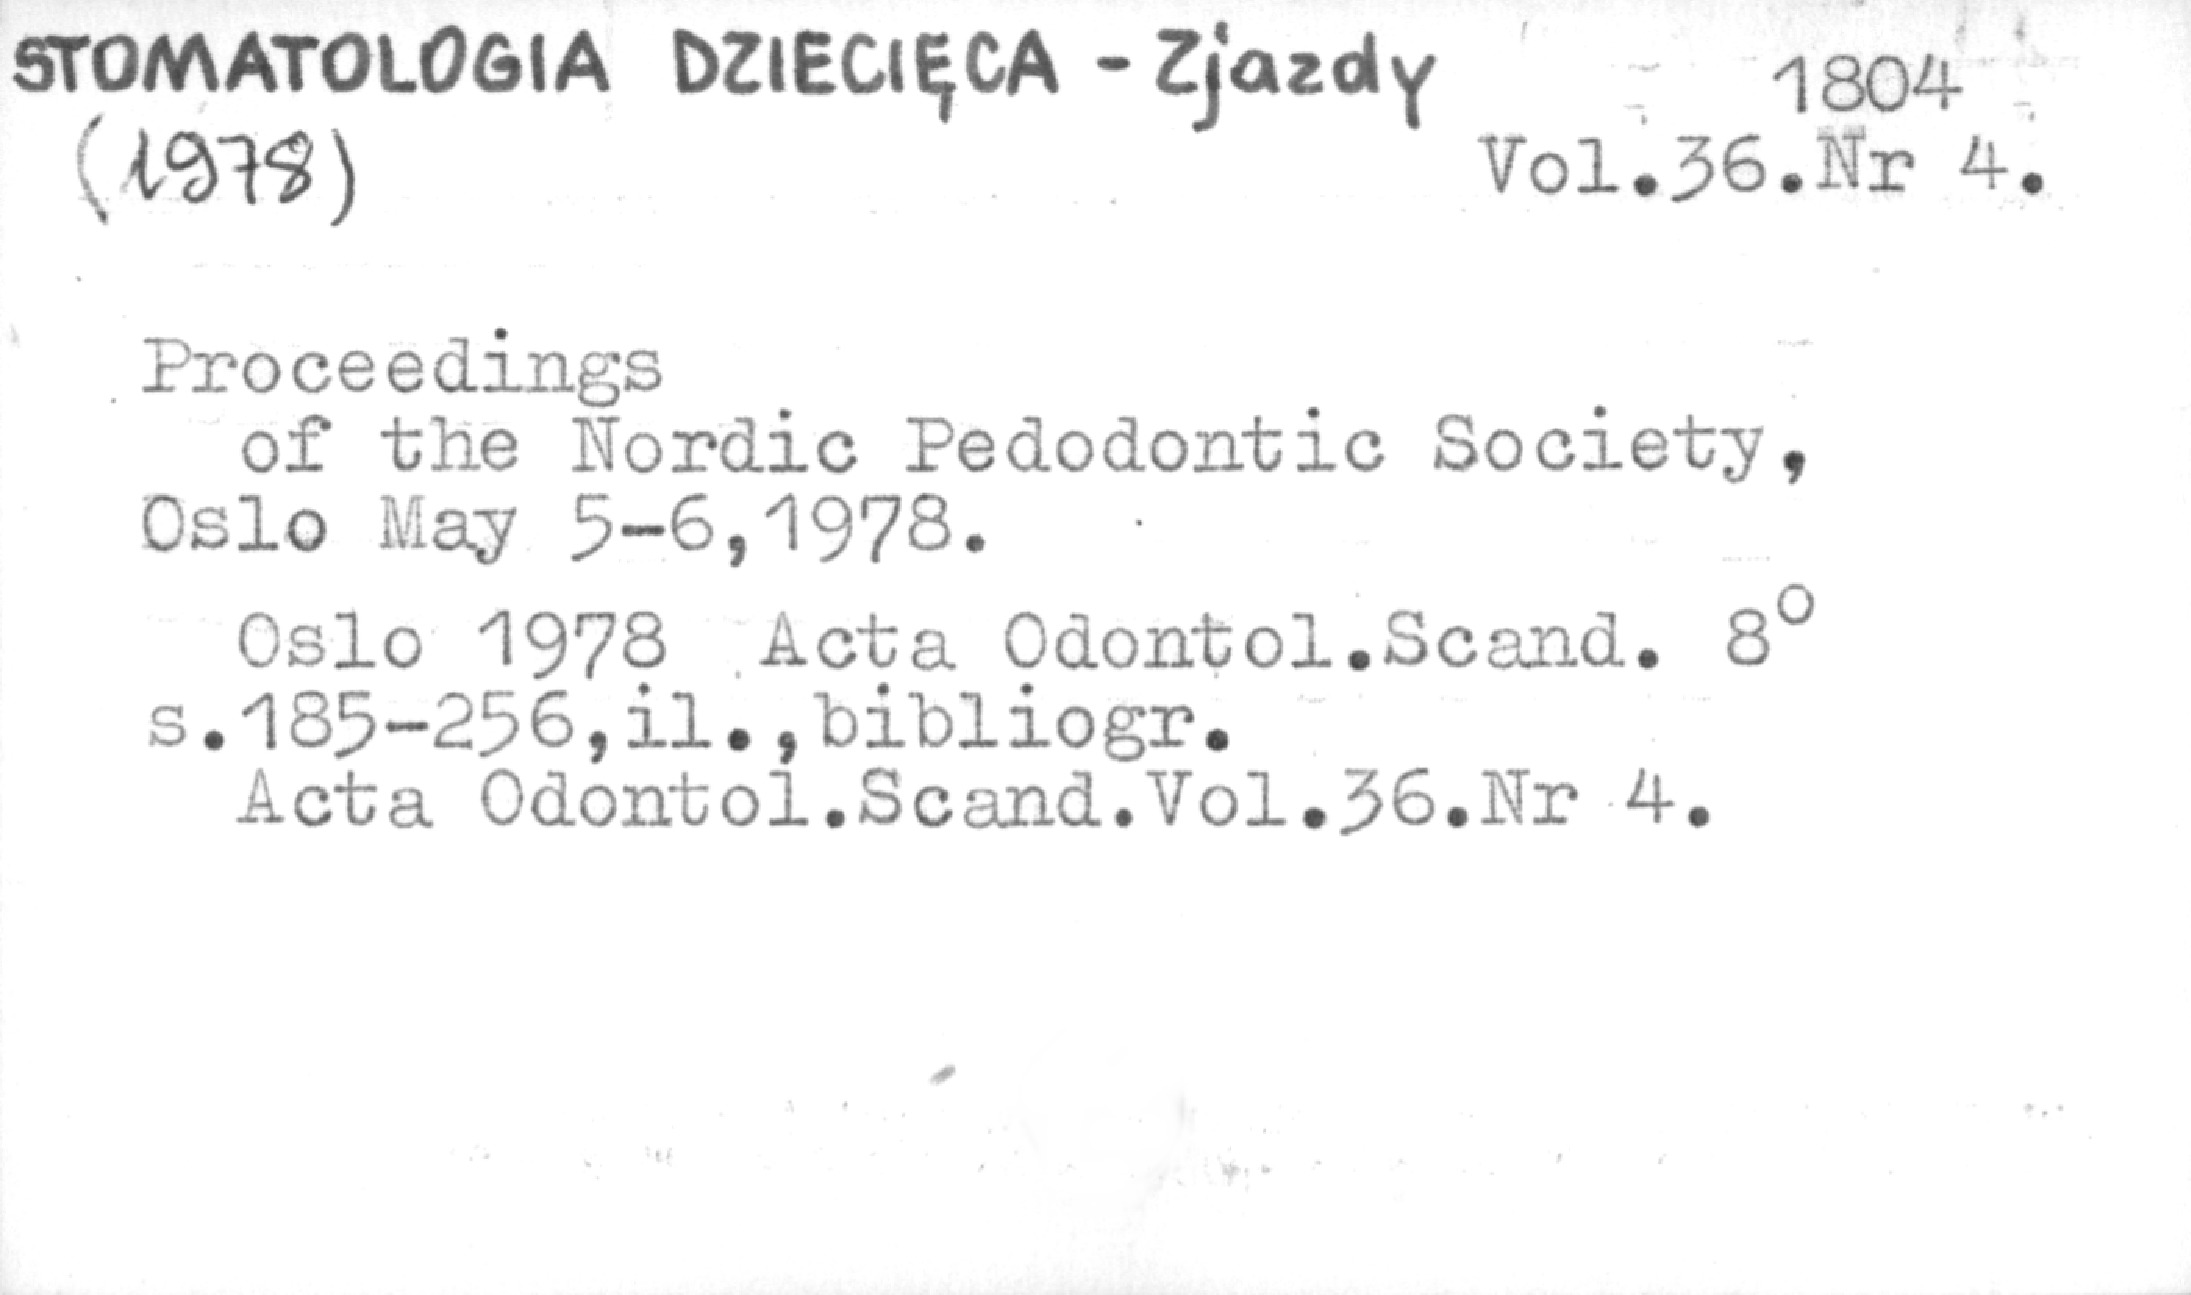 STOMATOLOGIA DZIECIĘCA - Zjazdy
(1978)
1804
Vol.36.Nr 4.
Proceedings
of the Nordic Pedodontic Society,
Oslo May 5-6,1978.
Oslo 1978 Acta Odontol.Scand. 8°
s.185-256,il.,bibliogr.
Acta Odontol.Scand.Vol.36.Nr 4.